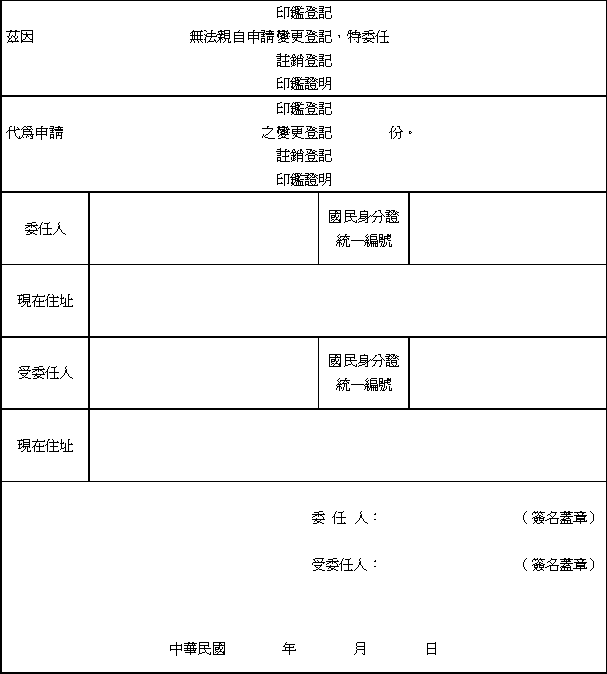 印鑑登記
茲因 無法親自申請變更登記，特委任
註銷登記
印鑑證明
印鑑登記
代為申請 之變更登記 份。
註銷登記
印鑑證明
委任人 國民身分證
統一編號
現在住址
受委任人 國民身分證
統一編號
現在住址
委 任 人： （簽名蓋章）
受委任人： （簽名蓋章）
中華民國 年 月 日